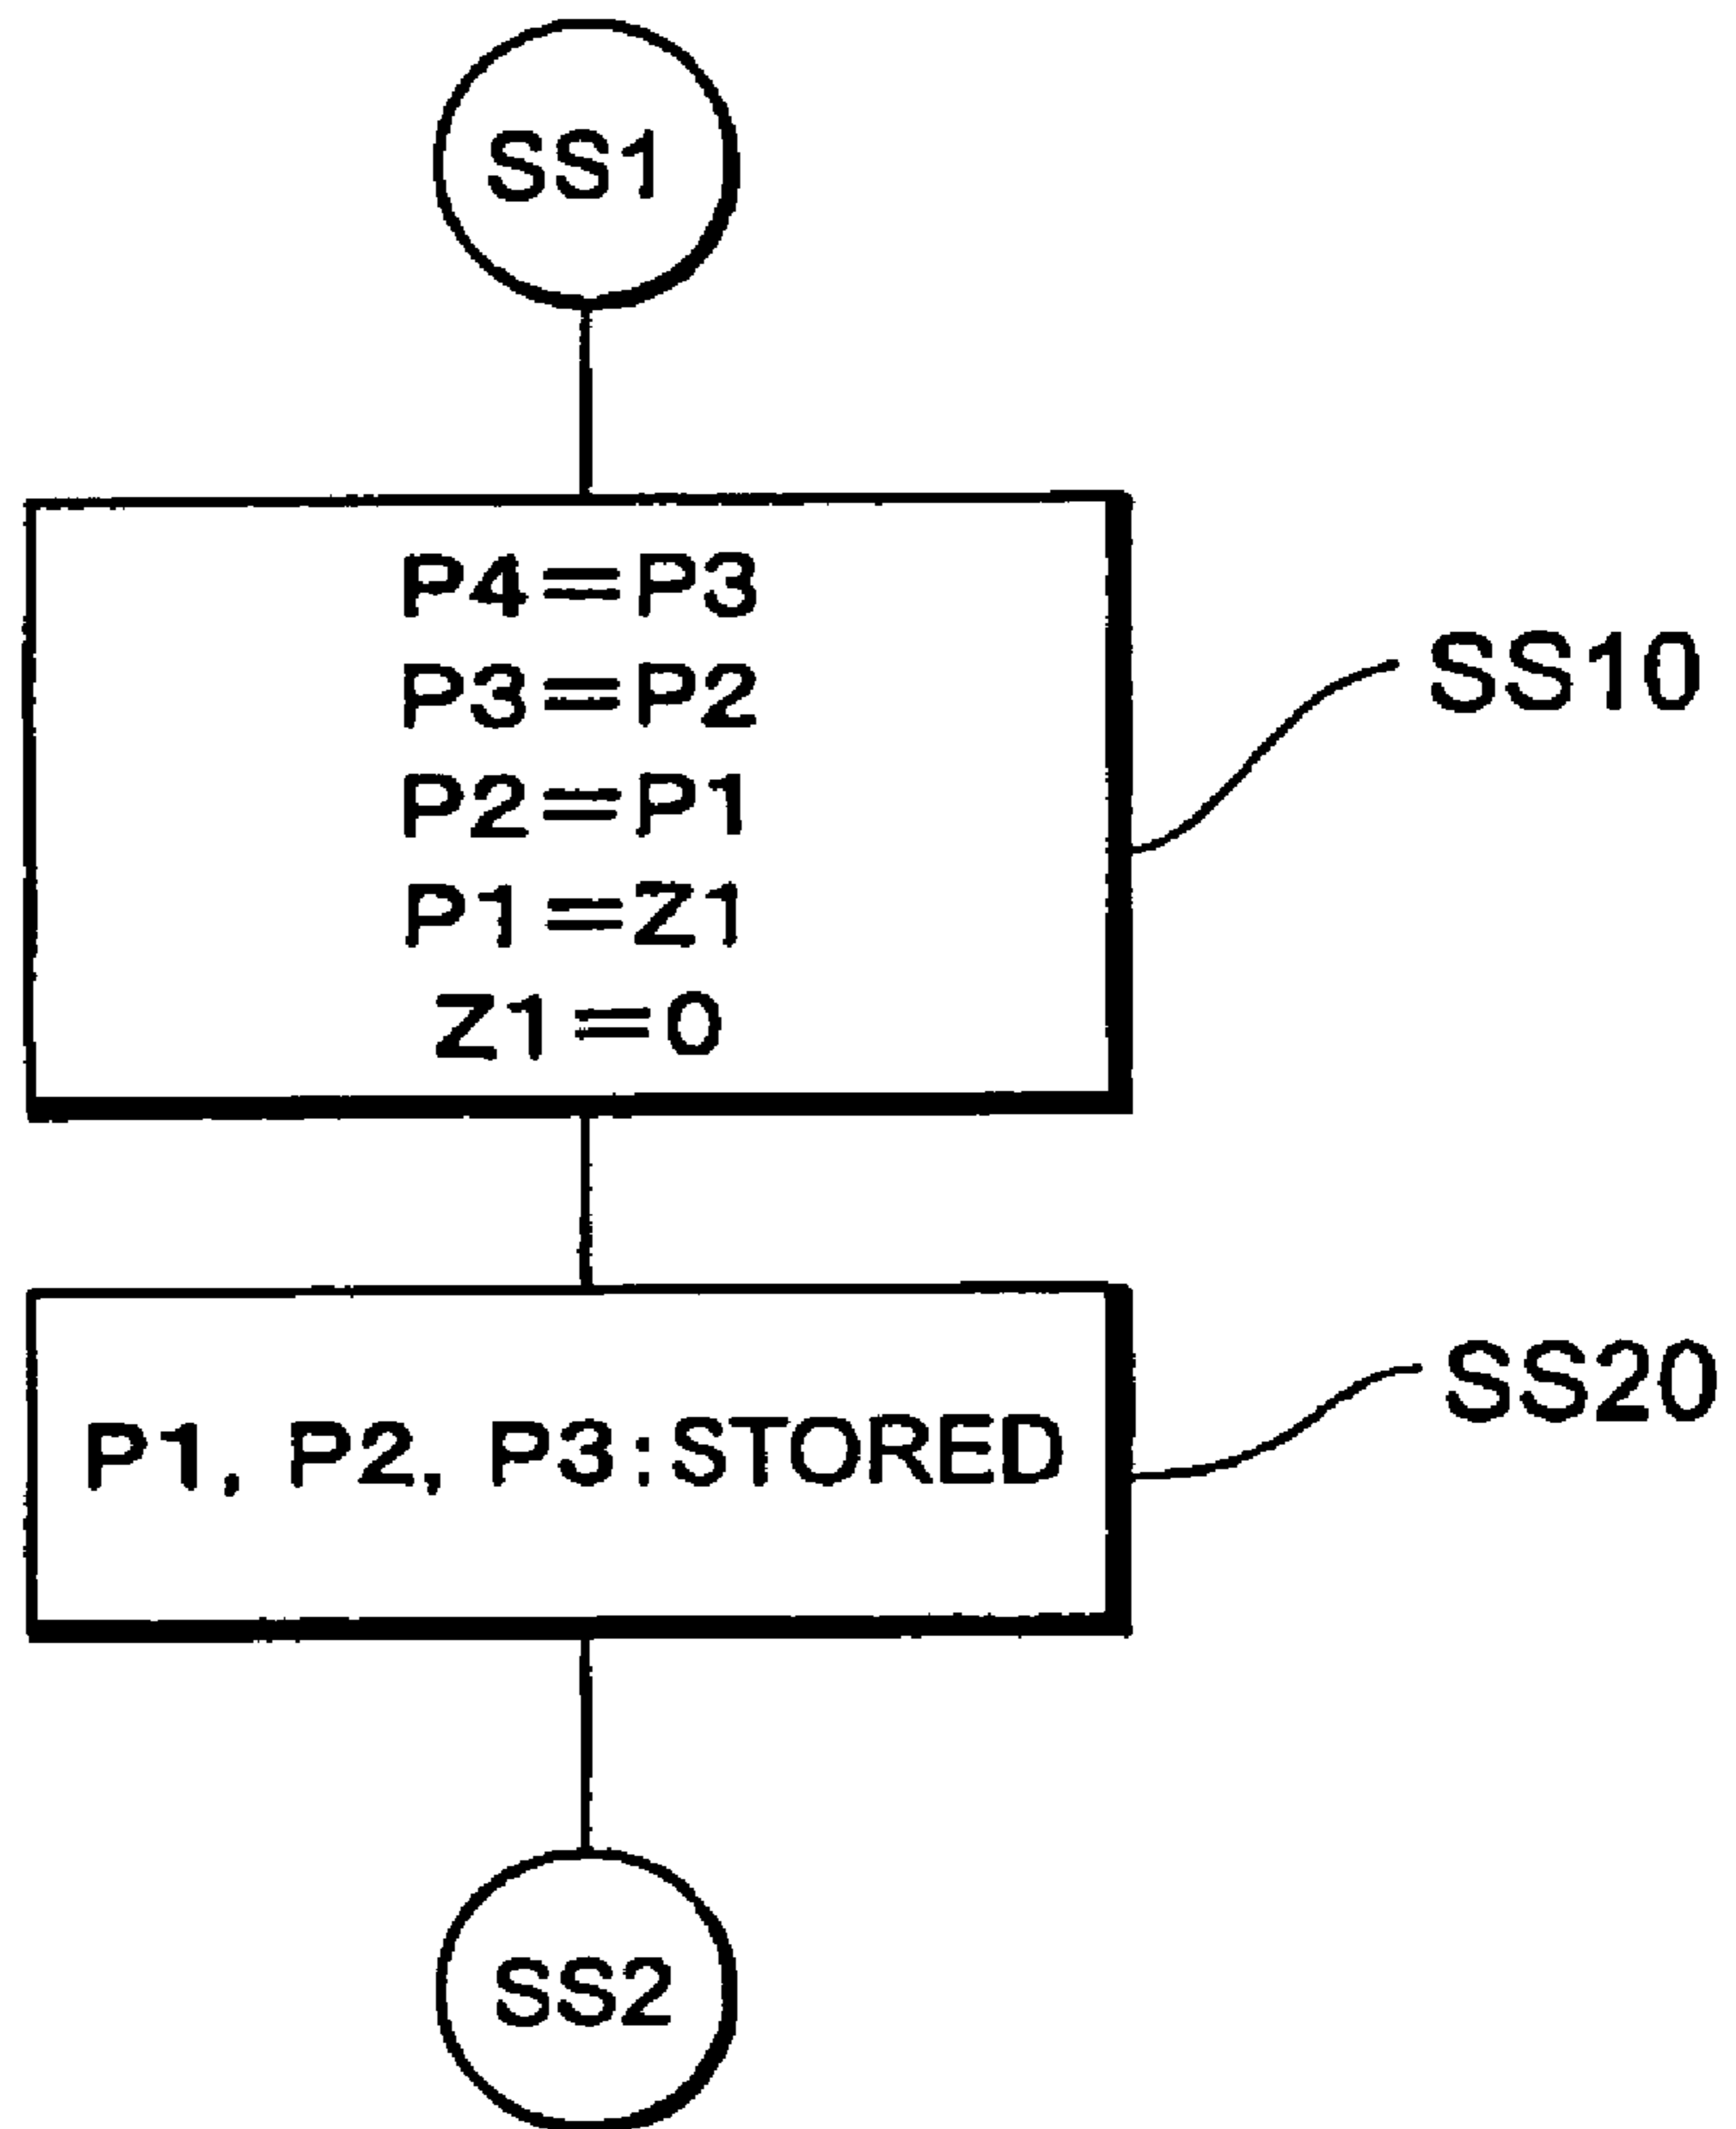 SS1
P4=P3
P3=P2
P2=P1
P1=Z1
Z1=0
SS10
P1, P2, P3:STORED
SS20
SS2